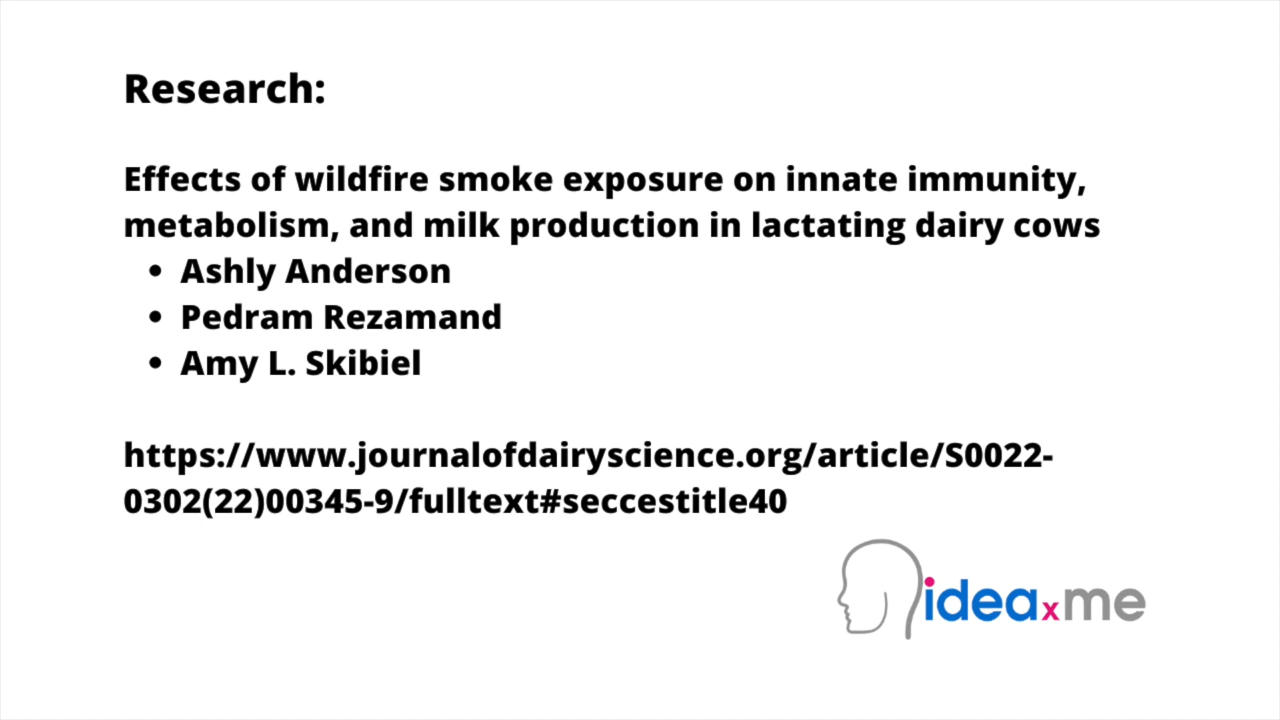 Research:
Effects of wildfire smoke exposure on innate immunity,
metabolism, and milk production in lactating dairy cows
• Ashly Anderson
• Pedram Rezamand
• Amy L. Skibiel
https://www.journalofdairyscience.org/article/S0022-
0302(22)00345-9/fulltext#seccestitle40
ideaxme